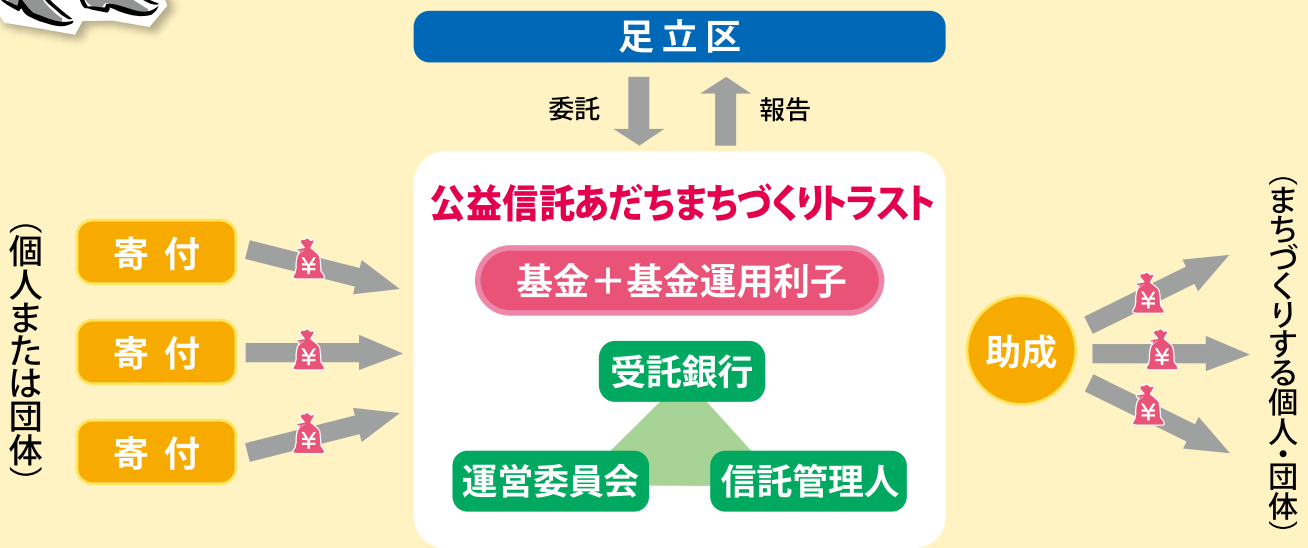 足立区
委託
報告
公益信託あだちまちづくりトラスト
基金＋基金運用利子
受託銀行
運営委員会
信託管理人
（個人または団体）
寄付
¥
寄付
¥
寄付
¥
助成
¥
¥
¥
（まちづくりする個人・団体）